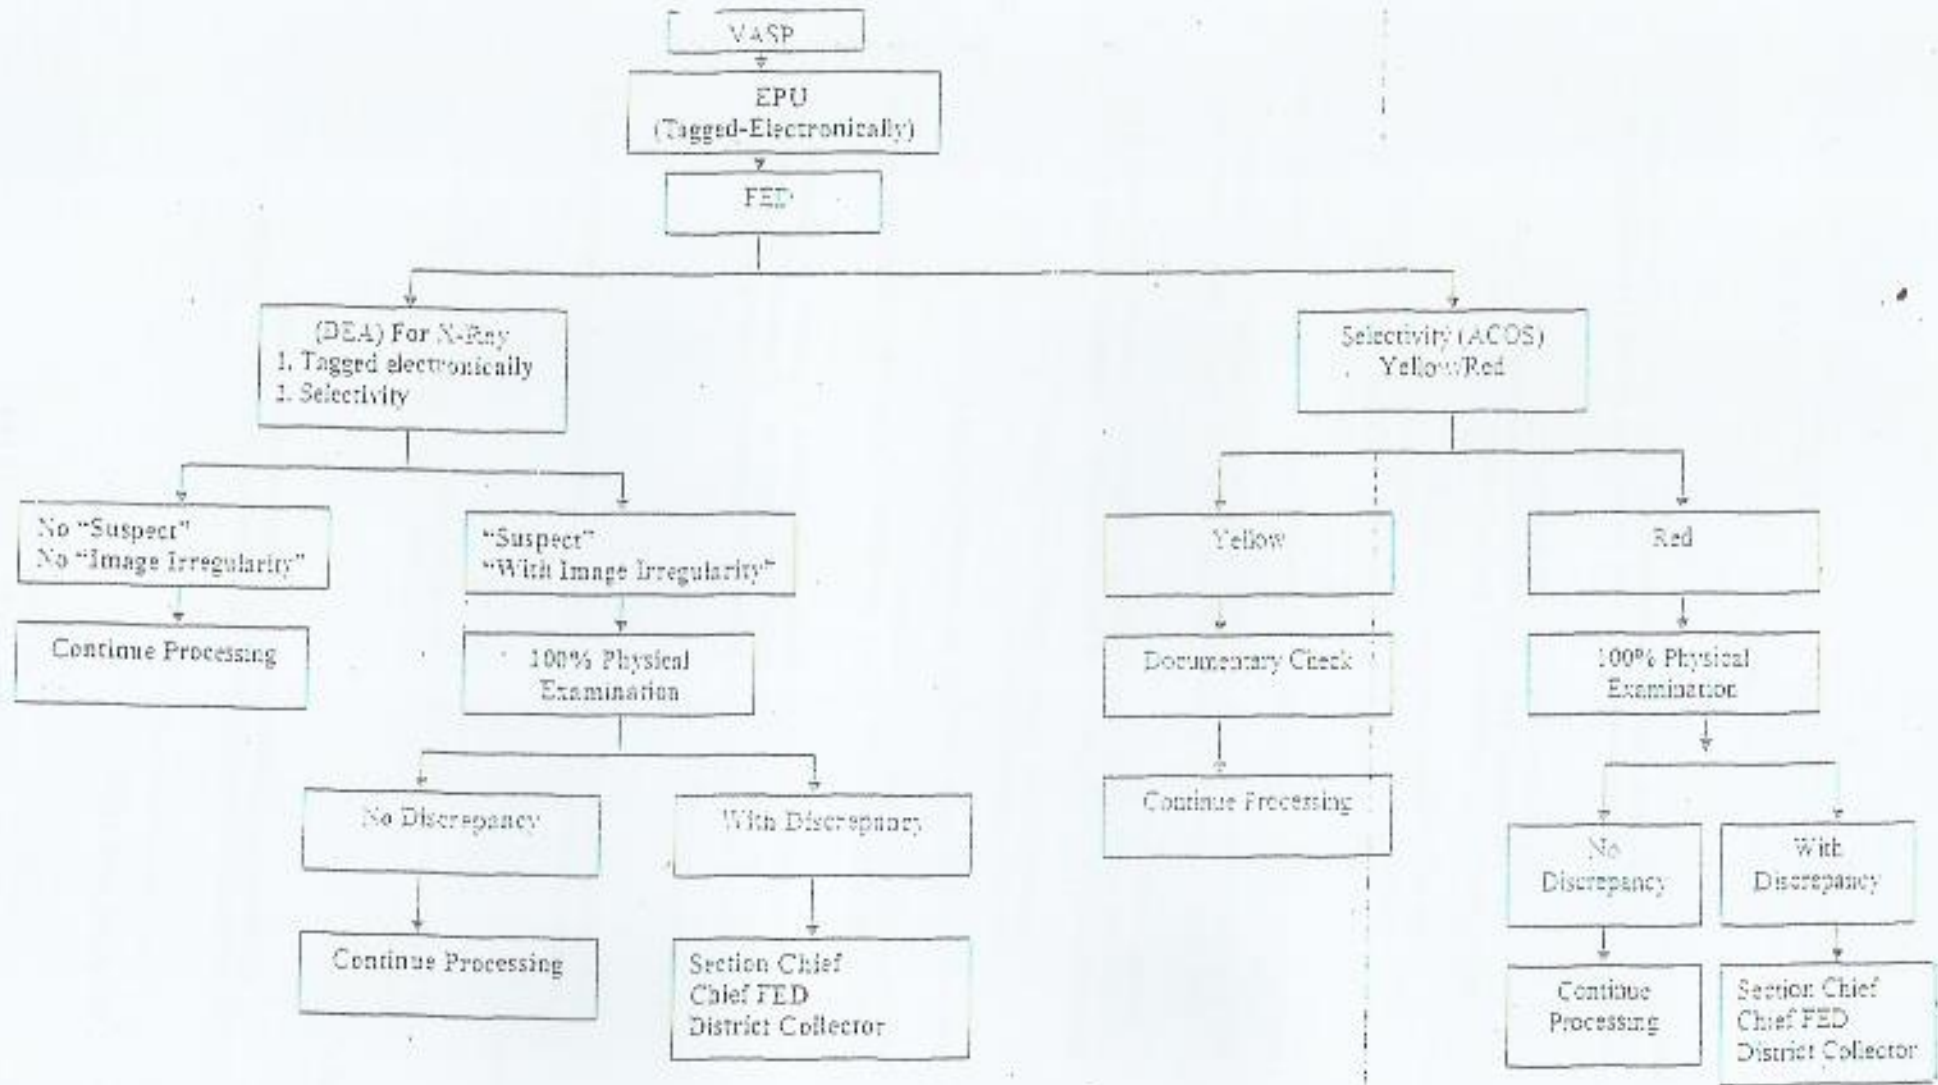 VASP
EPU
(Tagged-Electronically)
FED
(DEA) For X-Ray
1. Tagged electronically
2. Selectivity
Selectivity (ACOS)
Yellow/Red
No “Suspect”
No “Image Irregularity”
“Suspect”
“With Image Irregularity”
Yellow
Red
Continue Processing
100% Physical
Examination
Documentary Check
100% Physical
Examination
No Discrepancy
With Discrepancy
Continue Processing
No
Discrepancy
With
Discrepancy
Continue Processing
Section Chief
Chief FED
District Collector
Continue
Processing
Section Chief
Chief FED
District Collector